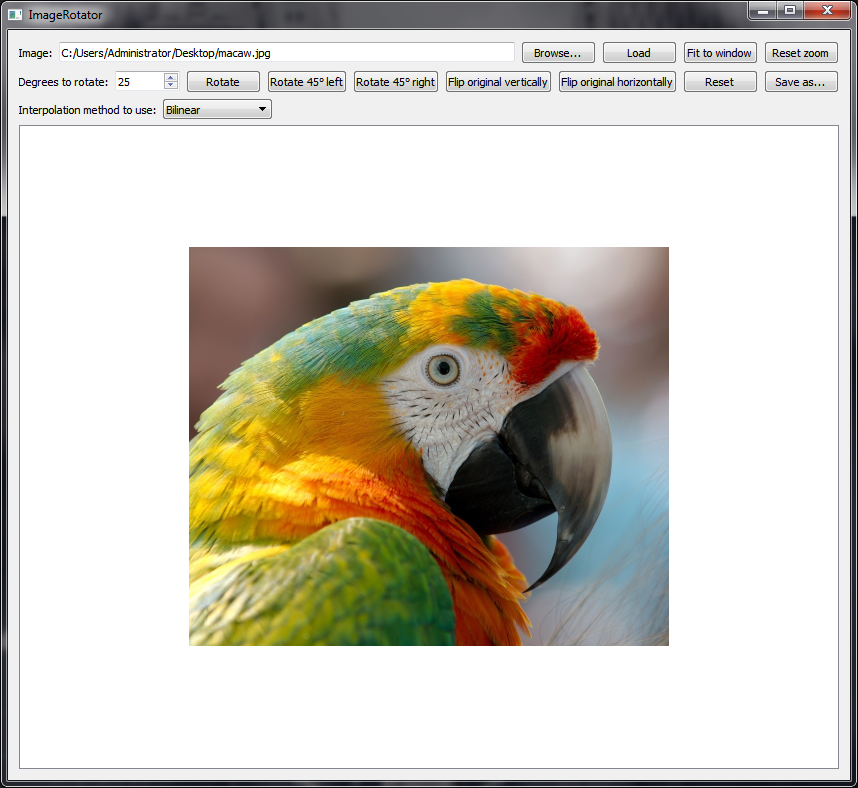 ImageRotator
Image: C:/Users/Administrator/Desktop/macaw.jpg Browse... Load Fit to window Reset zoom
Degrees to rotate: 25 Rotate Rotate 45° left Rotate 45° right Flip original vertically Flip original horizontally Reset Save as...
Interpolation method to use: Bilinear